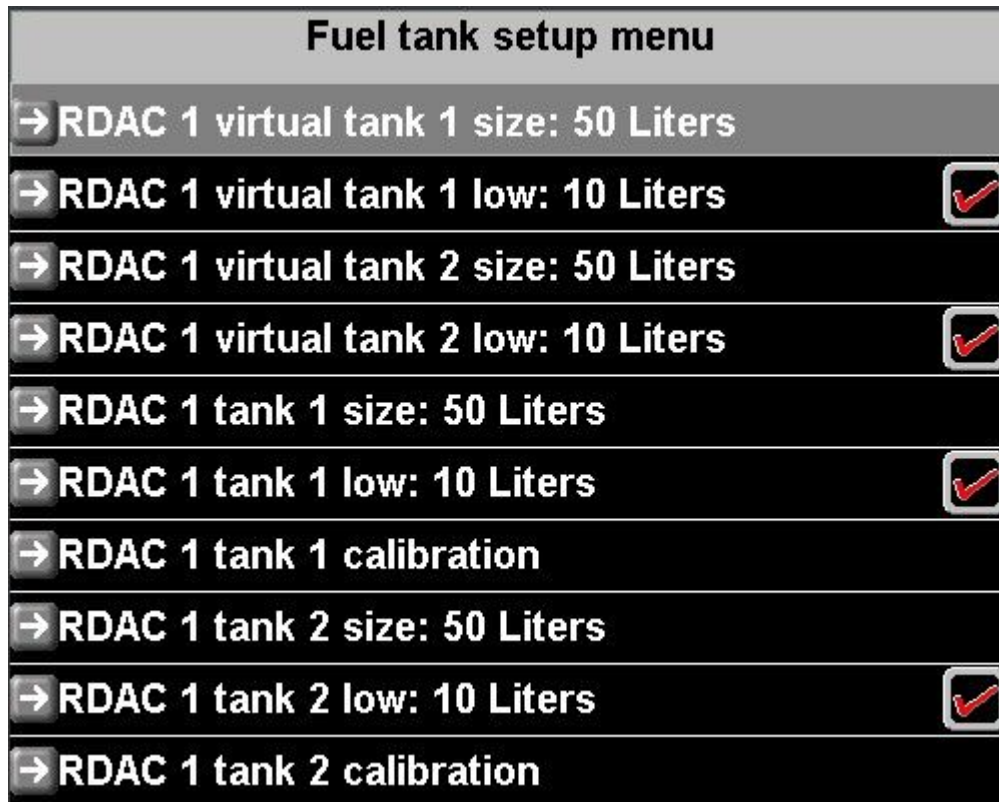 Fuel tank setup menu
RDAC 1 virtual tank 1 size: 50 Liters
RDAC 1 virtual tank 1 low: 10 Liters
RDAC 1 virtual tank 2 size: 50 Liters
RDAC 1 virtual tank 2 low: 10 Liters
RDAC 1 tank 1 size: 50 Liters
RDAC 1 tank 1 low: 10 Liters
RDAC 1 tank 1 calibration
RDAC 1 tank 2 size: 50 Liters
RDAC 1 tank 2 low: 10 Liters
RDAC 1 tank 2 calibration